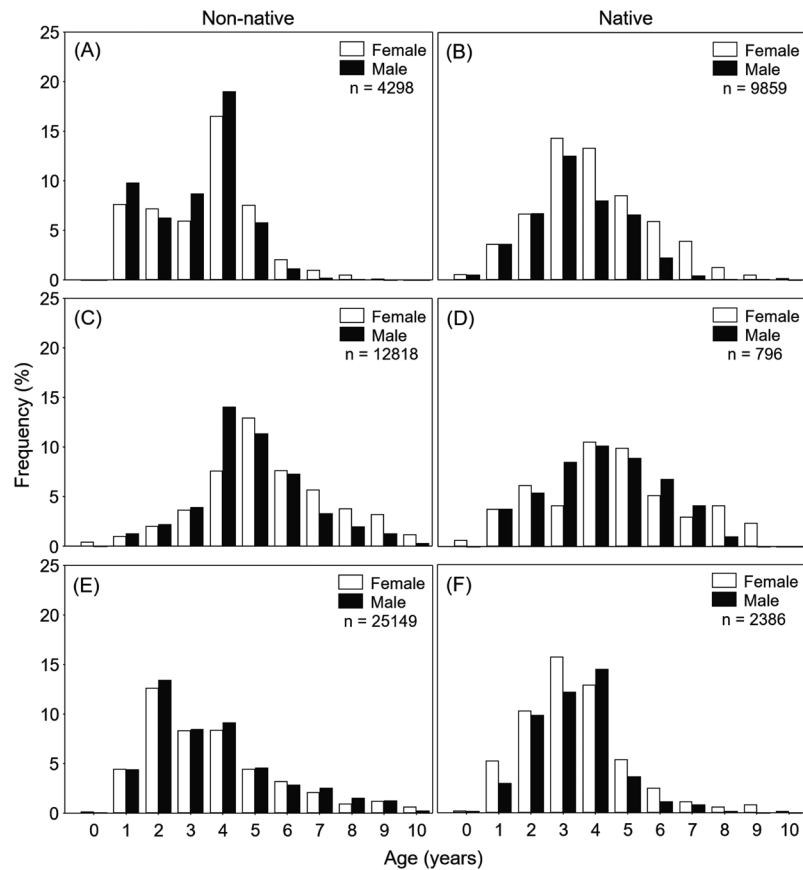 Non-native
Native
(A)
Female
Male
n = 4298
(B)
Female
Male
n = 9859
25
20
15
10
5
0
(C)
Female
Male
n = 12818
(D)
Female
Male
n = 796
25
20
15
10
5
0
Frequency (%)
(E)
Female
Male
n = 25149
(F)
Female
Male
n = 2386
25
20
15
10
5
0
0 1 2 3 4 5 6 7 8 9 10
0 1 2 3 4 5 6 7 8 9 10
Age (years)